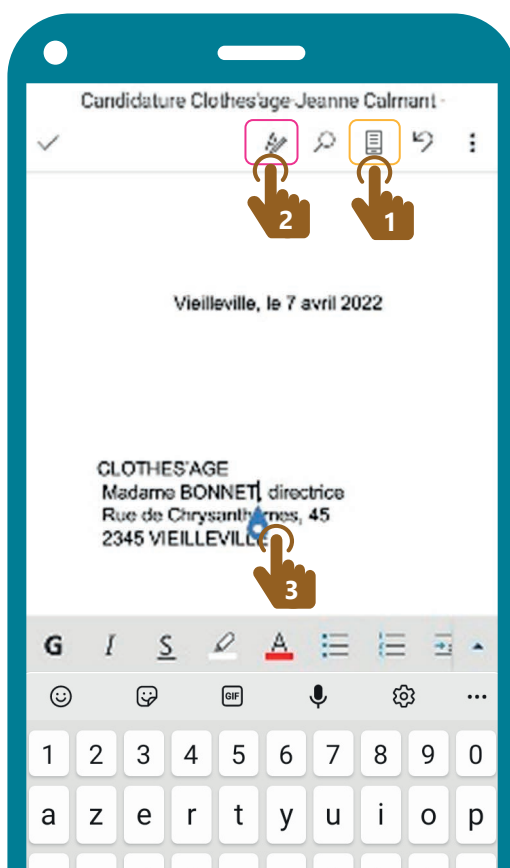 Candidature Clothes'age-Jeanne Calmant -
2
1
Vieilleville, le 7 avril 2022
CLOTHES'AGE
Madame BONNET, directrice
Rue de Chrysanthèmes, 45
2345 VIEILLEVILLE
3
G I S A
GIF
1 2 3 4 5 6 7 8 9 0
a z e r t y u i o p